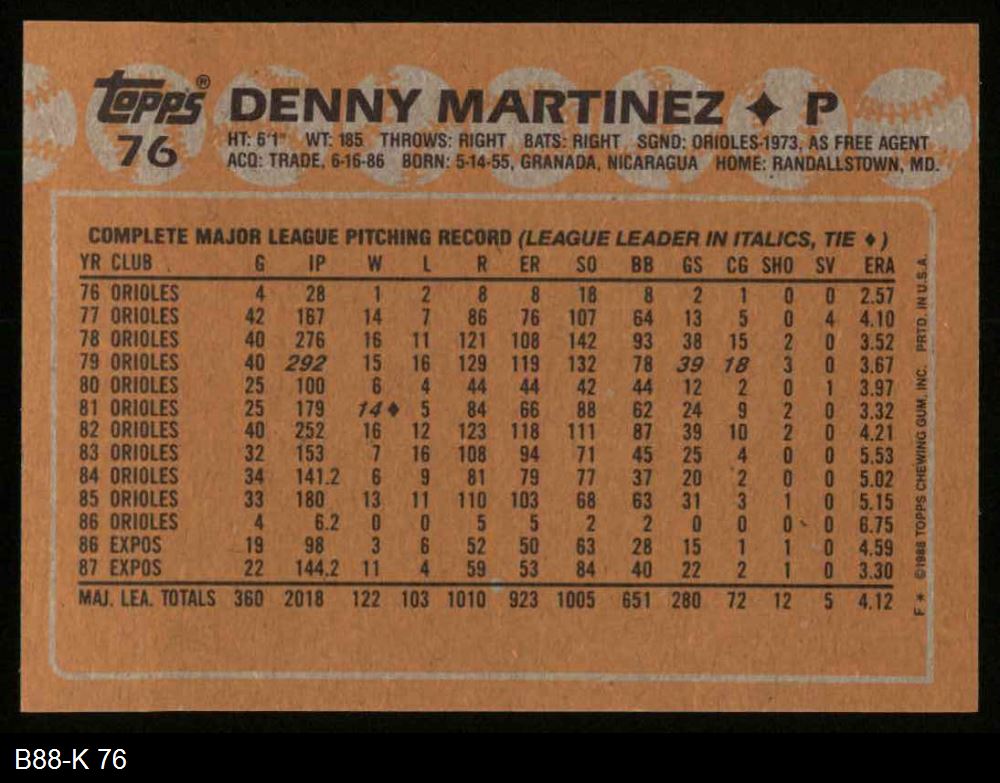 Topps® DENNY MARTINEZ ♦ P
76 HT: 6'1" WT: 185 THROWS: RIGHT BATS: RIGHT SGND: ORIOLES-1973, AS FREE AGENT
ACQ: TRADE, 6-16-86 BORN: 5-14-55, GRANADA, NICARAGUA HOME: RANDALLSTOWN, MD.
COMPLETE MAJOR LEAGUE PITCHING RECORD (LEAGUE LEADER IN ITALICS, TIE ♦)
YR CLUB G IP W L R ER SO BB GS CG SHO SV ERA
76 ORIOLES 4 28 1 2 8 8 18 8 2 1 0 0 2.57
77 ORIOLES 42 167 14 7 86 76 107 64 13 5 0 4 4.10
78 ORIOLES 40 276 16 11 121 108 142 93 38 15 2 0 3.52
79 ORIOLES 40 292 15 16 129 119 132 78 39 18 3 0 3.67
80 ORIOLES 25 100 6 4 44 44 42 44 12 2 0 1 3.97
81 ORIOLES 25 179 14♦ 5 84 66 88 62 24 9 2 0 3.32
82 ORIOLES 40 252 16 12 123 118 111 87 39 10 2 0 4.21
83 ORIOLES 32 153 7 16 108 94 71 45 25 4 0 0 5.53
84 ORIOLES 34 141.2 6 9 81 79 77 37 20 2 0 0 5.02
85 ORIOLES 33 180 13 11 110 103 68 63 31 3 1 0 5.15
86 ORIOLES 4 6.2 0 0 5 5 2 2 0 0 0 0 6.75
86 EXPOS 19 98 3 6 52 50 63 28 15 1 1 0 4.59
87 EXPOS 22 144.2 11 4 59 53 84 40 22 2 1 0 3.30
MAJ. LEA. TOTALS 360 2018 122 103 1010 923 1005 651 280 72 12 5 4.12
F * ©1988 TOPPS CHEWING GUM, INC. PRTD. IN U.S.A.
B88-K 76